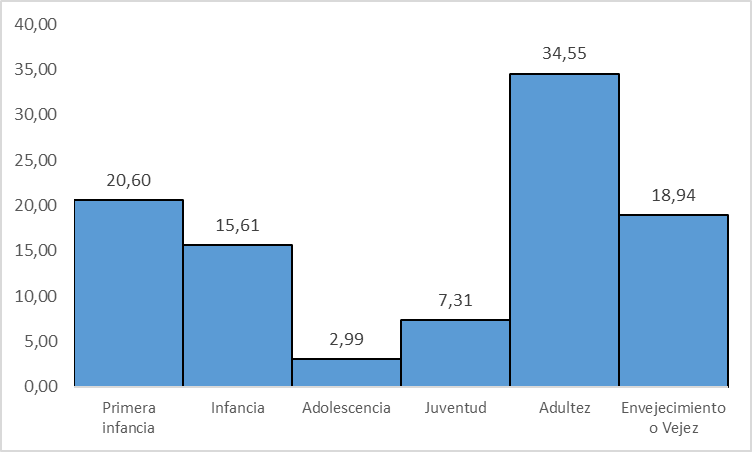 40,00
35,00
30,00
25,00
20,00
15,00
10,00
5,00
0,00
20,60
15,61
2,99
7,31
34,55
18,94
Primera
infancia
Infancia
Adolescencia
Juventud
Adultez
Envejecimiento
o Vejez